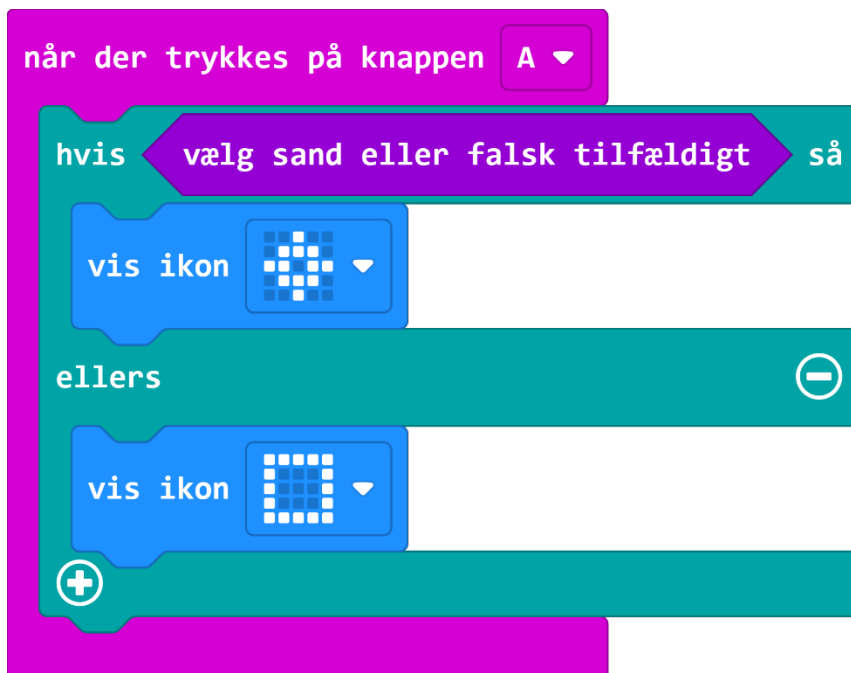 når der trykkes på knappen A
hvis vælg sand eller falsk tilfældigt så
vis ikon
ellers
vis ikon